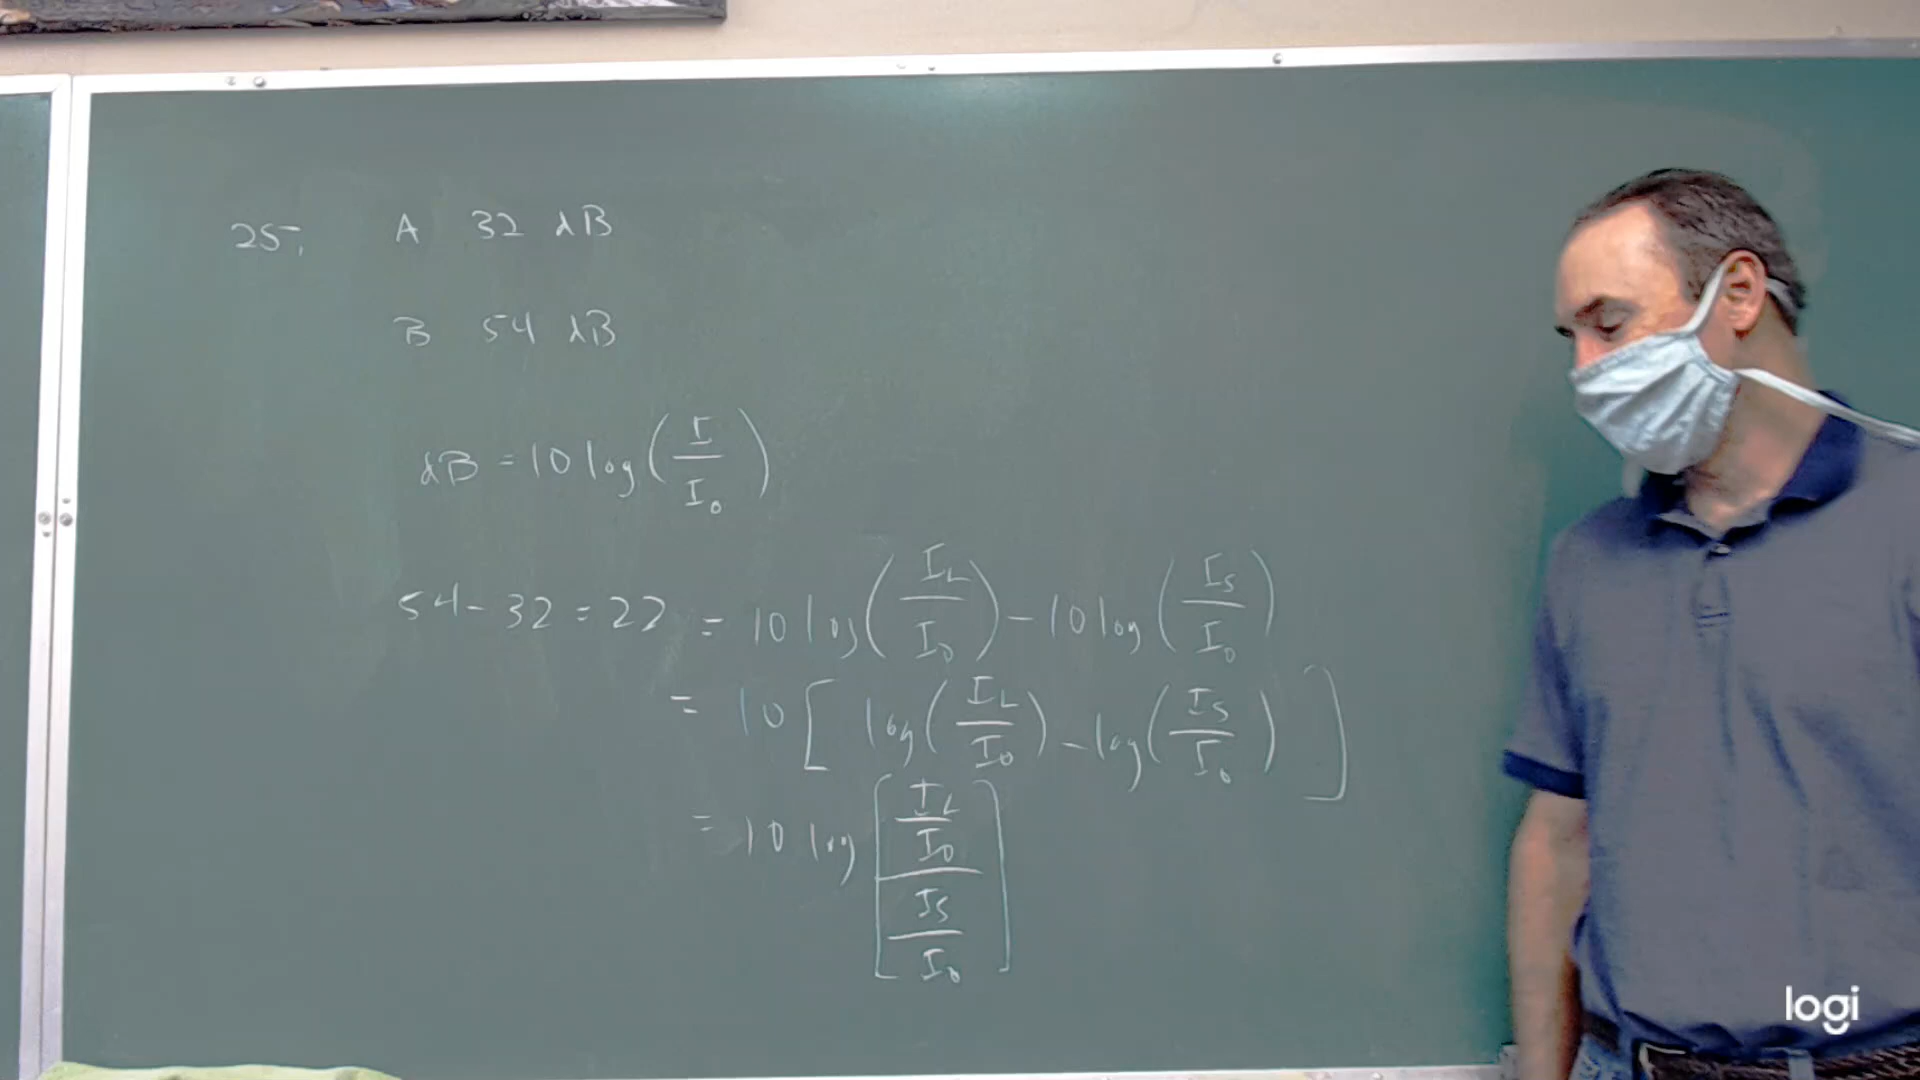 25. A 32 dB
B 54 dB
dB = 10 log (I / I₀)
54 - 32 = 22 = 10 log (I_L / I₀) - 10 log (I_S / I₀)
= 10 [ log (I_L / I₀) - log (I_S / I₀) ]
= 10 log [ (I_L / I₀) / (I_S / I₀) ]
logi